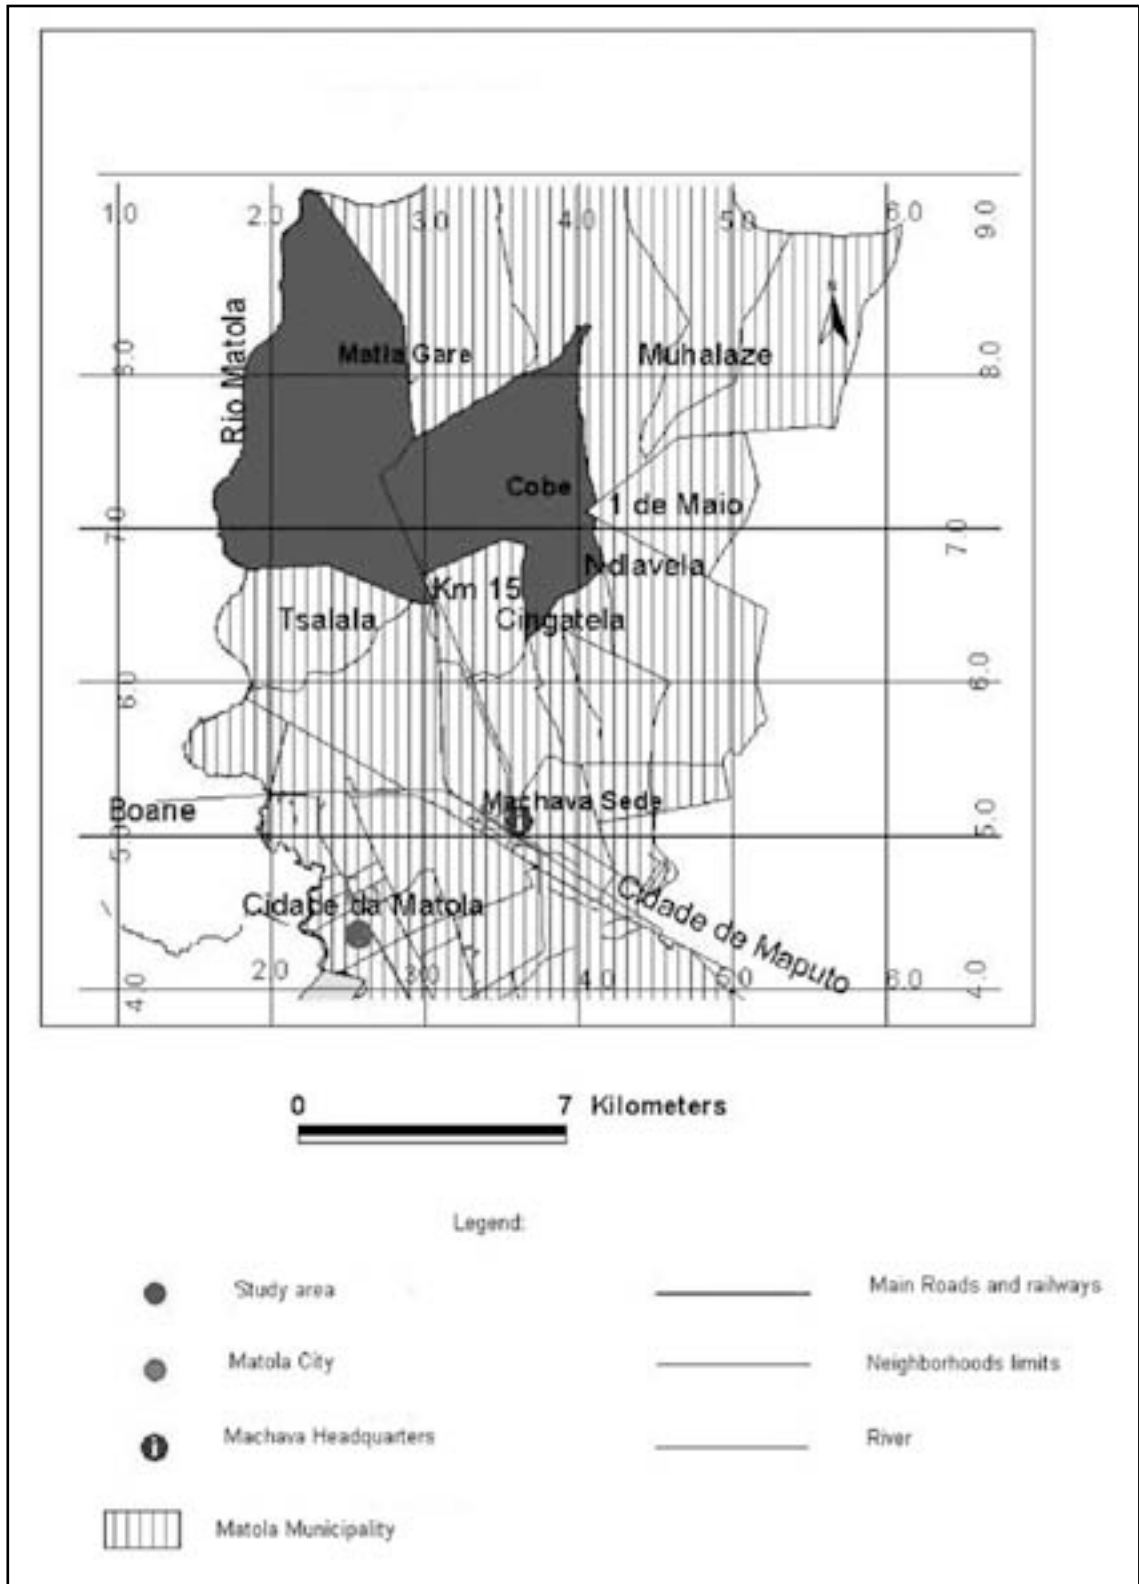 1.0 2.0 3.0 4.0 5.0 6.0 9.0
Rio Matola
8.0 Matla Gare Muhalaze 8.0
Cobe
1 de Maio
7.0 7.0
Ndlavela
Km 15
Tsalala Cingatela
6.0 6.0
Machava Sede
Boane
5.0 5.0
Cidade da Matola
Cidade de Maputo
4.0 2.0 3.0 4.0 5.0 6.0 4.0
0 7 Kilometers
Legend:
Study area
Main Roads and railways
Matola City
Neighborhoods limits
Machava Headquarters
River
Matola Municipality